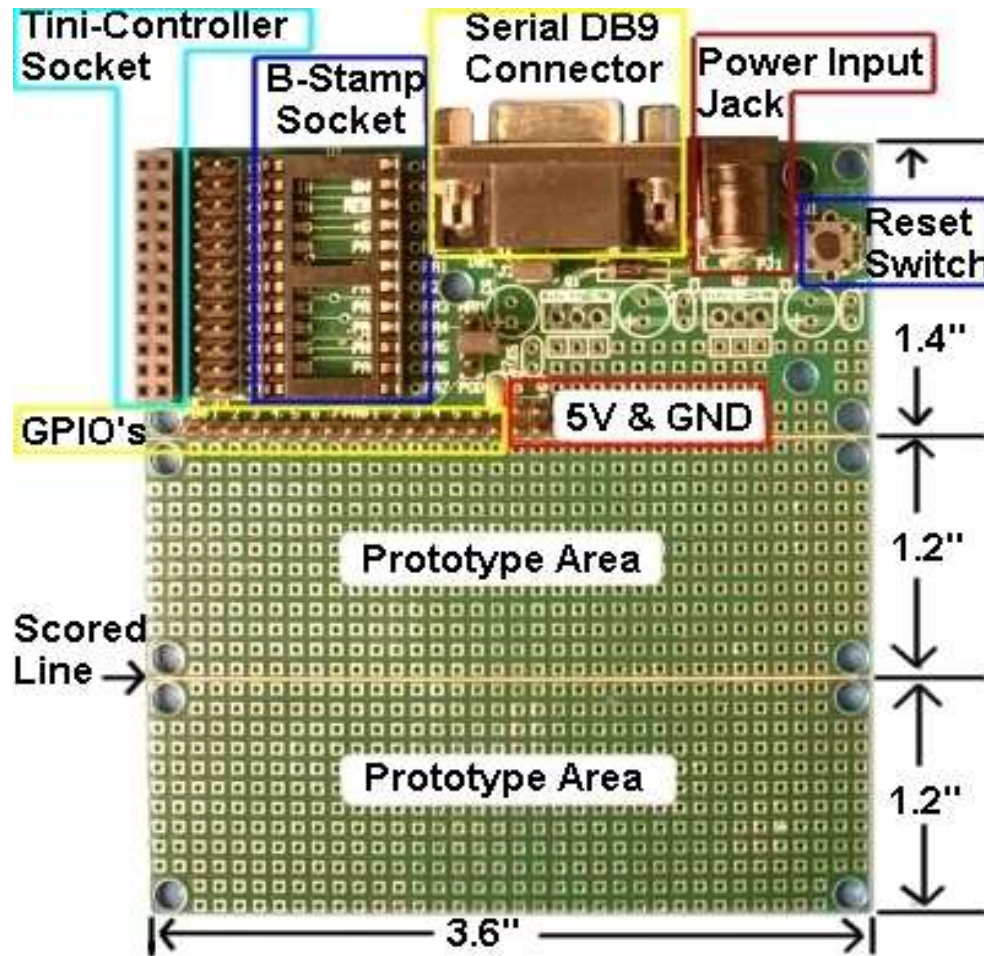 Tini-Controller
Socket
B-Stamp
Socket
Serial DB9
Connector
Power Input
Jack
Reset
Switch
1.4"
GPIO's
5V & GND
Prototype Area
1.2"
Scored
Line
Prototype Area
1.2"
3.6"